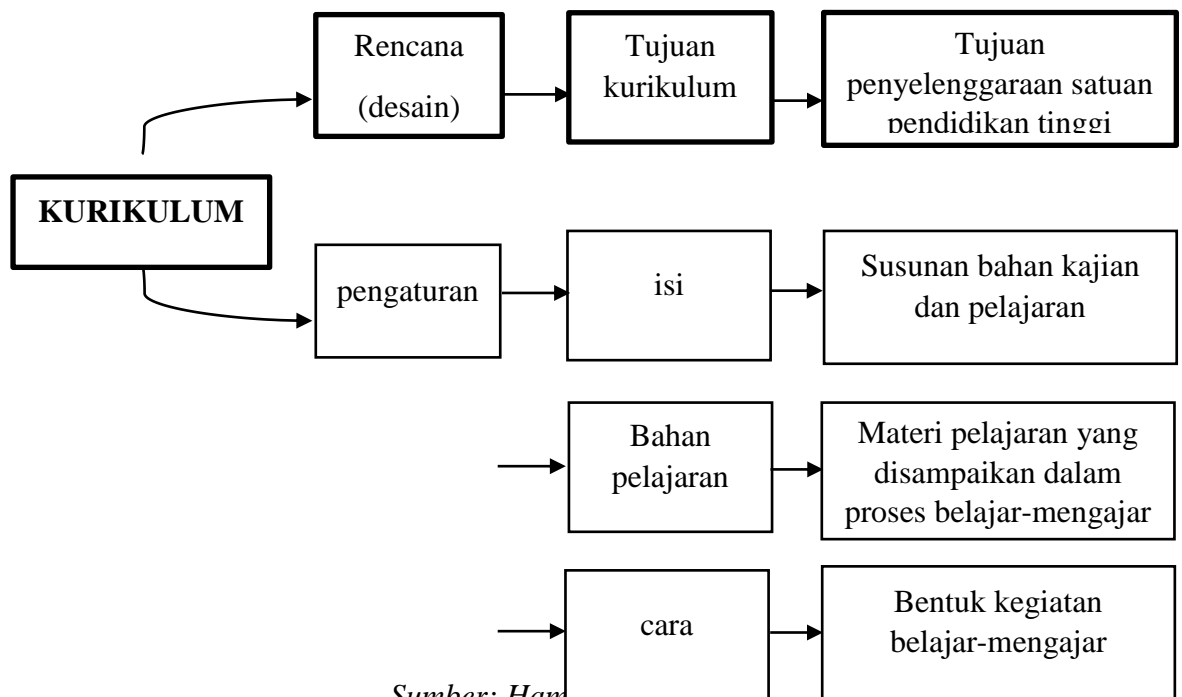 Rencana
(desain)
Tujuan
kurikulum
Tujuan
penyelenggaraan satuan
pendidikan tinggi
KURIKULUM
pengaturan
isi
Susunan bahan kajian
dan pelajaran
Bahan
pelajaran
Materi pelajaran yang
disampaikan dalam
proses belajar-mengajar
cara
Bentuk kegiatan
belajar-mengajar
Sumber: